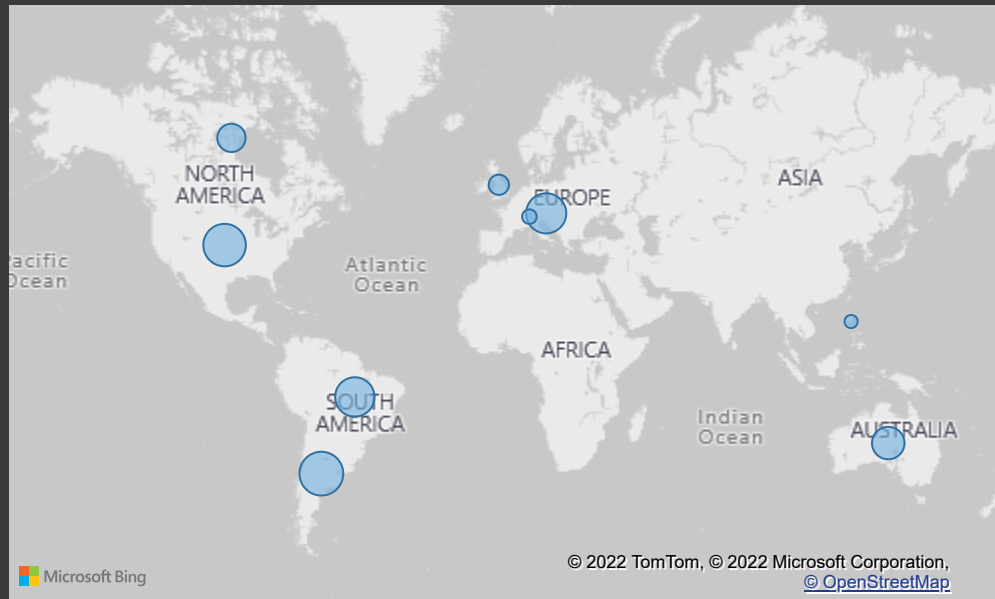 NORTH
AMERICA
EUROPE
ASIA
Pacific
Ocean
Atlantic
Ocean
AFRICA
SOUTH
AMERICA
Indian
Ocean
AUSTRALIA
Microsoft Bing
© 2022 TomTom, © 2022 Microsoft Corporation,
© OpenStreetMap